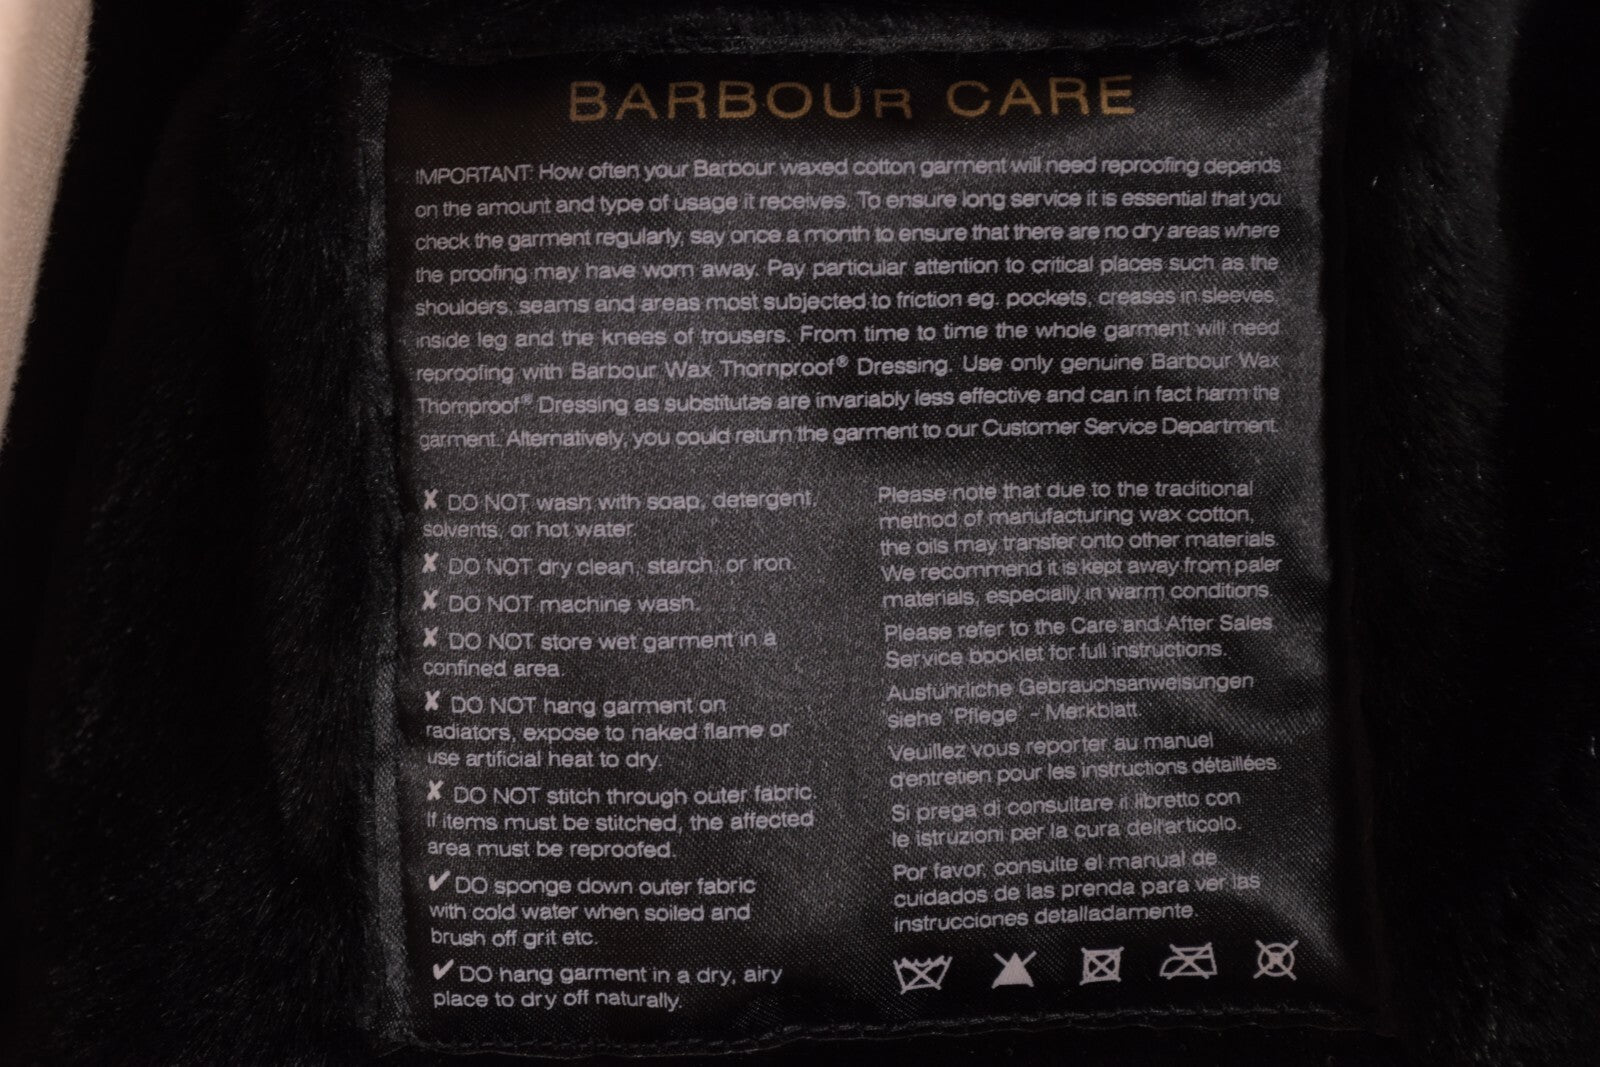 BARBOUR CARE
IMPORTANT: How often your Barbour waxed cotton garment will need reproofing depends
on the amount and type of usage it receives. To ensure long service it is essential that you
check the garment regularly, say once a month to ensure that there are no dry areas where
the proofing may have worn away. Pay particular attention to critical places such as the
shoulders, seams and areas most subjected to friction eg. pockets, creases in sleeves,
inside leg and the knees of trousers. From time to time the whole garment will need
reproofing with Barbour Wax Thornproof® Dressing. Use only genuine Barbour Wax
Thornproof® Dressing as substitutes are invariably less effective and can in fact harm the
garment. Alternatively, you could return the garment to our Customer Service Department.
✘ DO NOT wash with soap, detergent,
solvents, or hot water.
✘ DO NOT dry clean, starch, or iron.
✘ DO NOT machine wash.
✘ DO NOT store wet garment in a
confined area
✘ DO NOT hang garment on
radiators, expose to naked flame or
use artificial heat to dry.
✘ DO NOT stitch through outer fabric.
If items must be stitched, the affected
area must be reproofed.
✔ DO sponge down outer fabric
with cold water when soiled and
brush off grit etc.
✔ DO hang garment in a dry, airy
place to dry off naturally.
Please note that due to the traditional
method of manufacturing wax cotton,
the oils may transfer onto other materials.
We recommend it is kept away from paler
materials, especially in warm conditions.
Please refer to the Care and After Sales
Service booklet for full instructions.
Ausführliche Gebrauchsanweisungen
siehe 'Pflege' - Merkblatt
Veuillez vous reporter au manuel
d'entretien pour les instructions détaillées.
Si prega di consultare il libretto con
le istruzioni per la cura dell'articolo.
Por favor, consulte el manual de
cuidados de las prenda para ver las
instrucciones detalladamente.